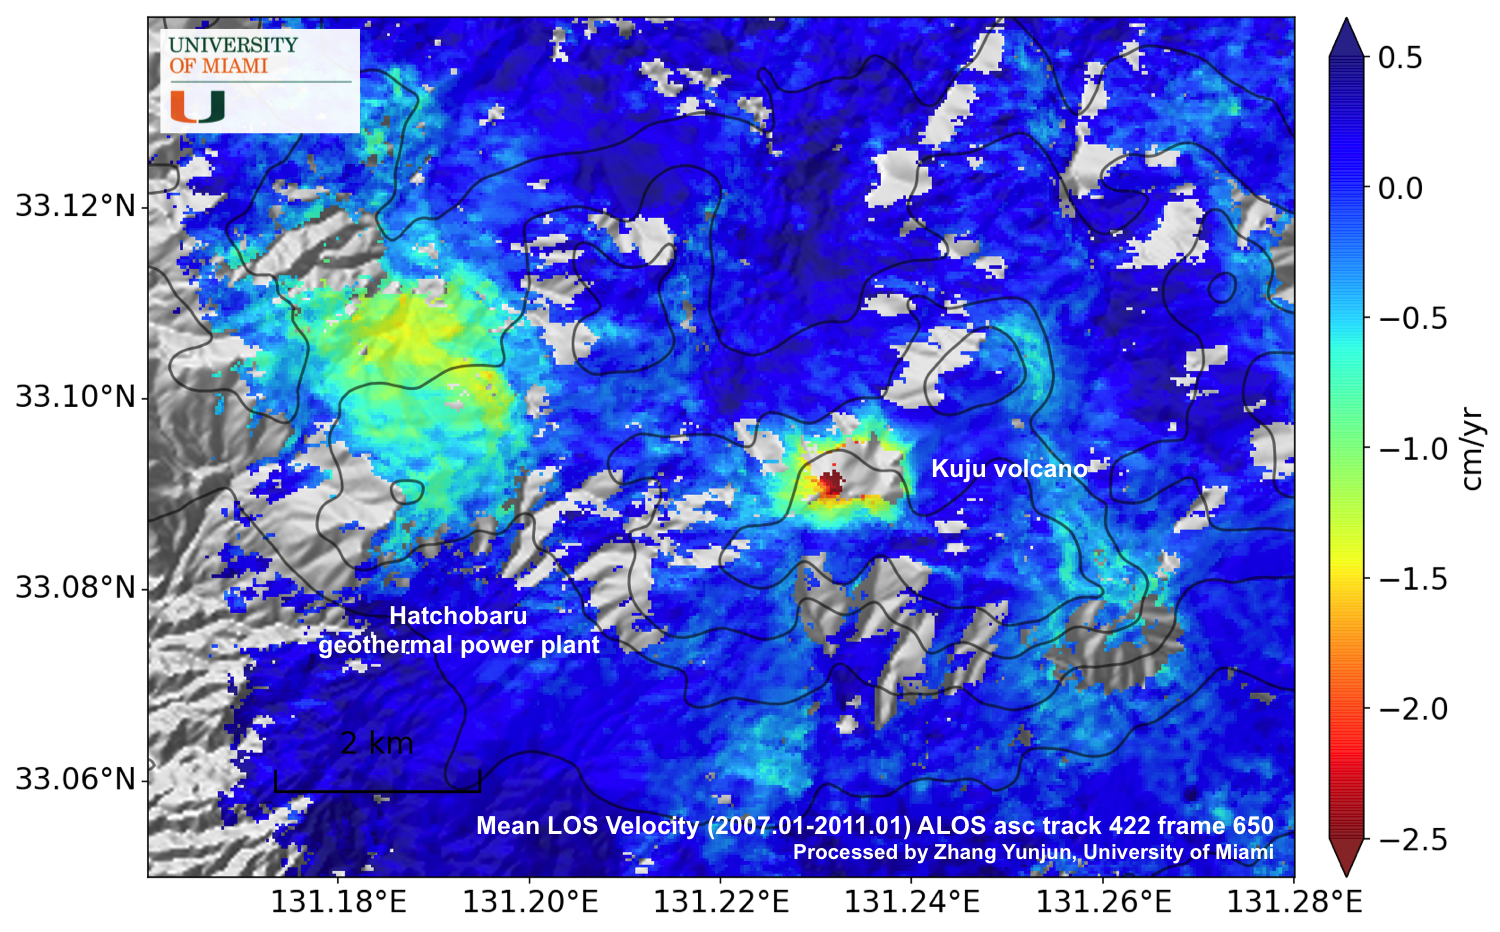 UNIVERSITY
OF MIAMI
33.12°N
33.10°N
33.08°N
33.06°N
131.18°E 131.20°E 131.22°E 131.24°E 131.26°E 131.28°E
Kuju volcano
Hatchobaru
geothermal power plant
2 km
Mean LOS Velocity (2007.01-2011.01) ALOS asc track 422 frame 650
Processed by Zhang Yunjun, University of Miami
0.5
0.0
−0.5
−1.0
−1.5
−2.0
−2.5
cm/yr